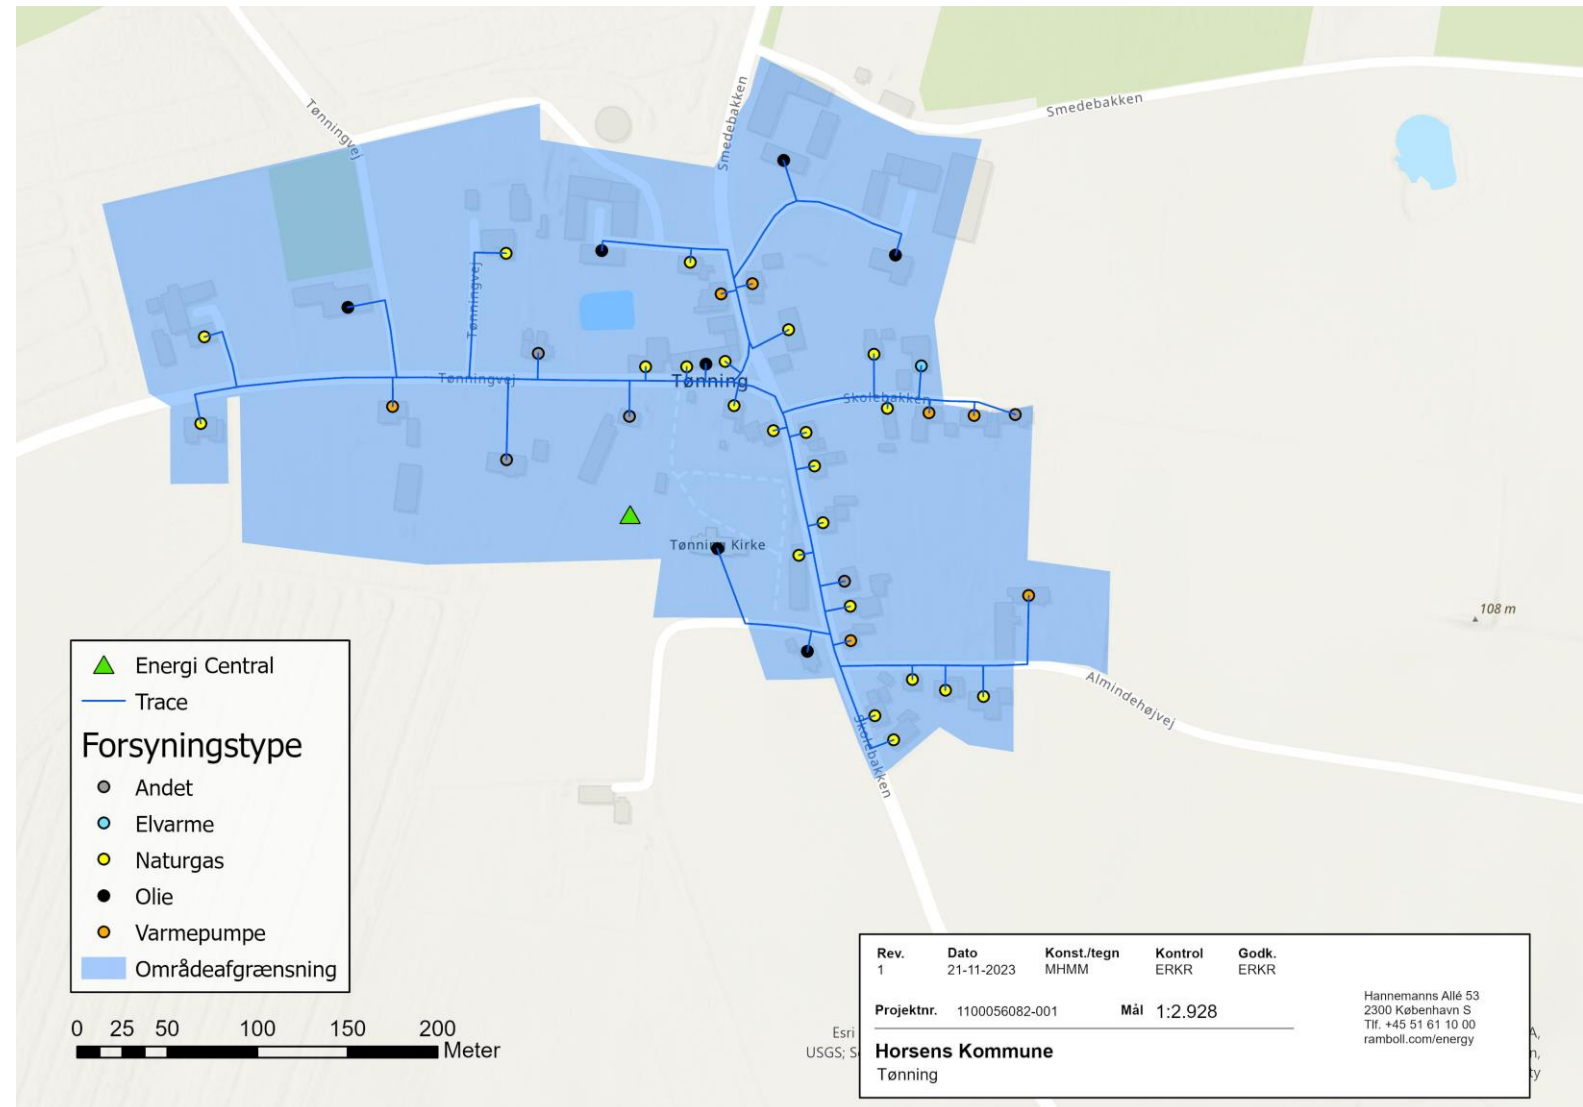 Smedebakken
Smedebakken
Tønningvej
Tønningvej
Tønningvej
Tønning
Skolebakken
Tønning Kirke
108 m
Almindehøjvej
Skolebakken
Energi Central
Trace
Forsyningstype
Andet
Elvarme
Naturgas
Olie
Varmepumpe
Områdeafgrænsning
0 25 50 100 150 200
Meter
Esri
USGS;
Rev. Dato Konst./tegn Kontrol Godk.
1 21-11-2023 MHMM ERKR ERKR
Projektnr. 1100056082-001 Mål 1:2.928
Horsens Kommune
Tønning
Hannemanns Allé 53
2300 København S
Tlf. +45 51 61 10 00
ramboll.com/energy